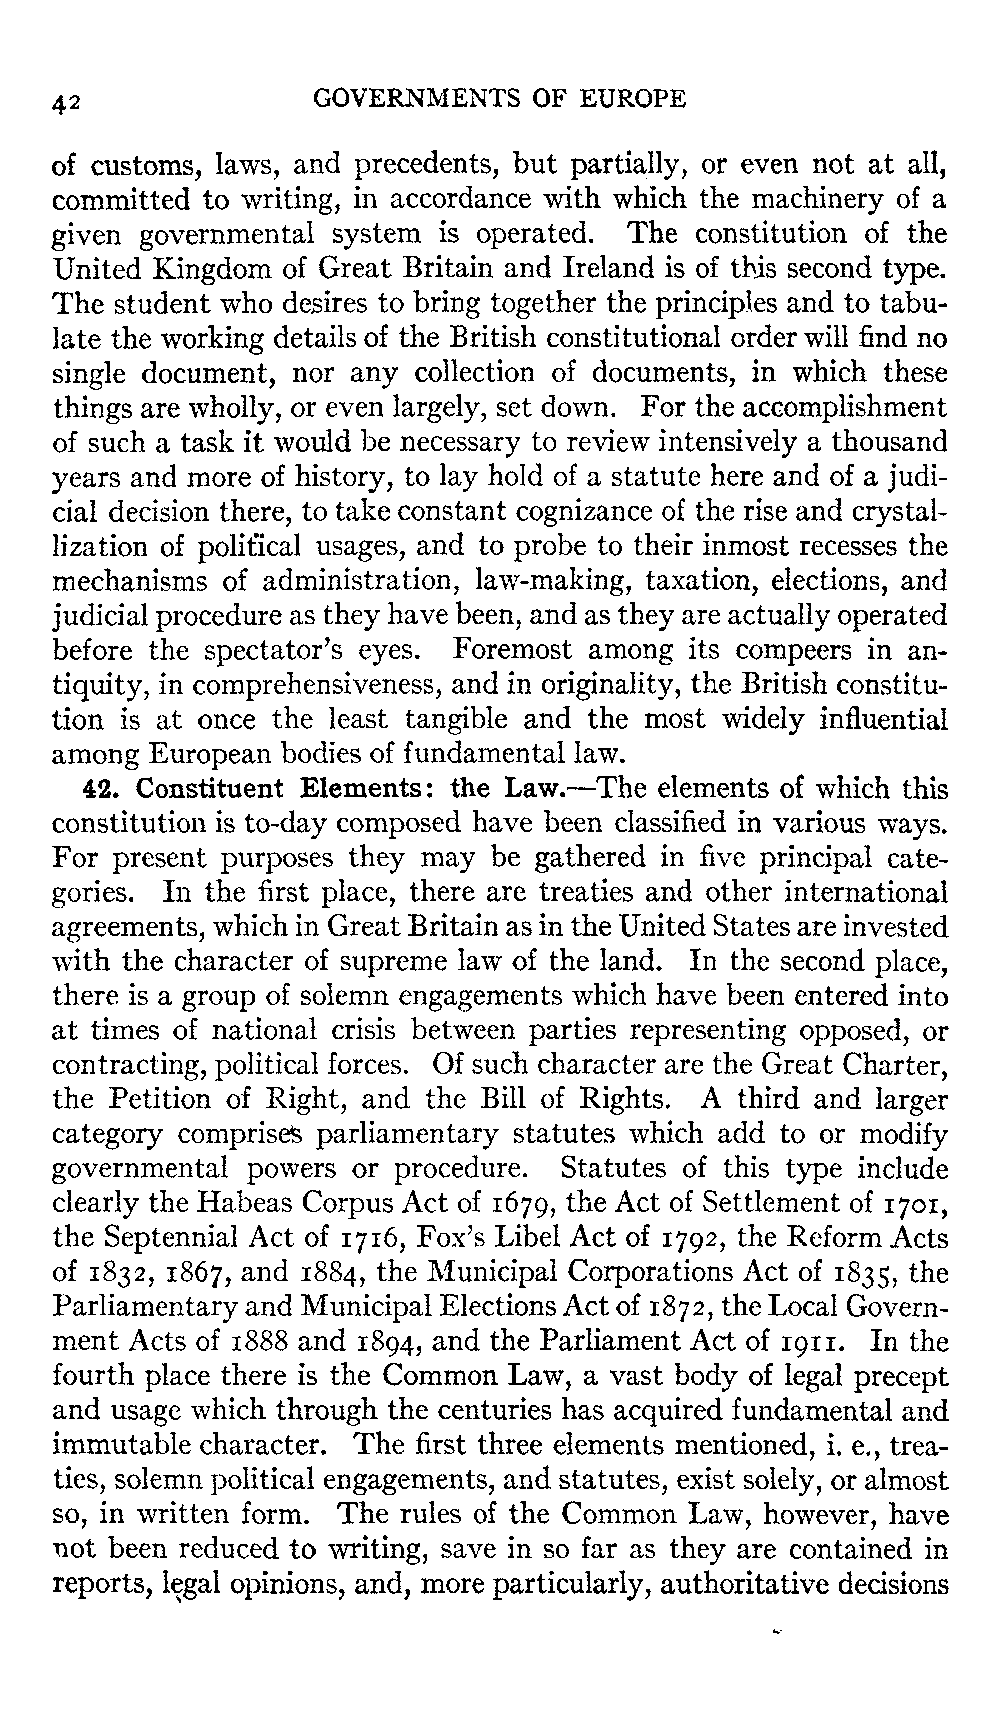 42 GOVERNMENTS OF EUROPE
of customs, laws, and precedents, but partially, or even not at all,
committed to writing, in accordance with which the machinery of a
given governmental system is operated. The constitution of the
United Kingdom of Great Britain and Ireland is of this second type.
The student who desires to bring together the principles and to tabu-
late the working details of the British constitutional order will find no
single document, nor any collection of documents, in which these
things are wholly, or even largely, set down. For the accomplishment
of such a task it would be necessary to review intensively a thousand
years and more of history, to lay hold of a statute here and of a judi-
cial decision there, to take constant cognizance of the rise and crystal-
lization of political usages, and to probe to their inmost recesses the
mechanisms of administration, law-making, taxation, elections, and
judicial procedure as they have been, and as they are actually operated
before the spectator's eyes. Foremost among its compeers in an-
tiquity, in comprehensiveness, and in originality, the British constitu-
tion is at once the least tangible and the most widely influential
among European bodies of fundamental law.
42. Constituent Elements: the Law.—The elements of which this
constitution is to-day composed have been classified in various ways.
For present purposes they may be gathered in five principal cate-
gories. In the first place, there are treaties and other international
agreements, which in Great Britain as in the United States are invested
with the character of supreme law of the land. In the second place,
there is a group of solemn engagements which have been entered into
at times of national crisis between parties representing opposed, or
contracting, political forces. Of such character are the Great Charter,
the Petition of Right, and the Bill of Rights. A third and larger
category comprises parliamentary statutes which add to or modify
governmental powers or procedure. Statutes of this type include
clearly the Habeas Corpus Act of 1679, the Act of Settlement of 1701,
the Septennial Act of 1716, Fox's Libel Act of 1792, the Reform Acts
of 1832, 1867, and 1884, the Municipal Corporations Act of 1835, the
Parliamentary and Municipal Elections Act of 1872, the Local Govern-
ment Acts of 1888 and 1894, and the Parliament Act of 1911. In the
fourth place there is the Common Law, a vast body of legal precept
and usage which through the centuries has acquired fundamental and
immutable character. The first three elements mentioned, i. e., trea-
ties, solemn political engagements, and statutes, exist solely, or almost
so, in written form. The rules of the Common Law, however, have
not been reduced to writing, save in so far as they are contained in
reports, legal opinions, and, more particularly, authoritative decisions